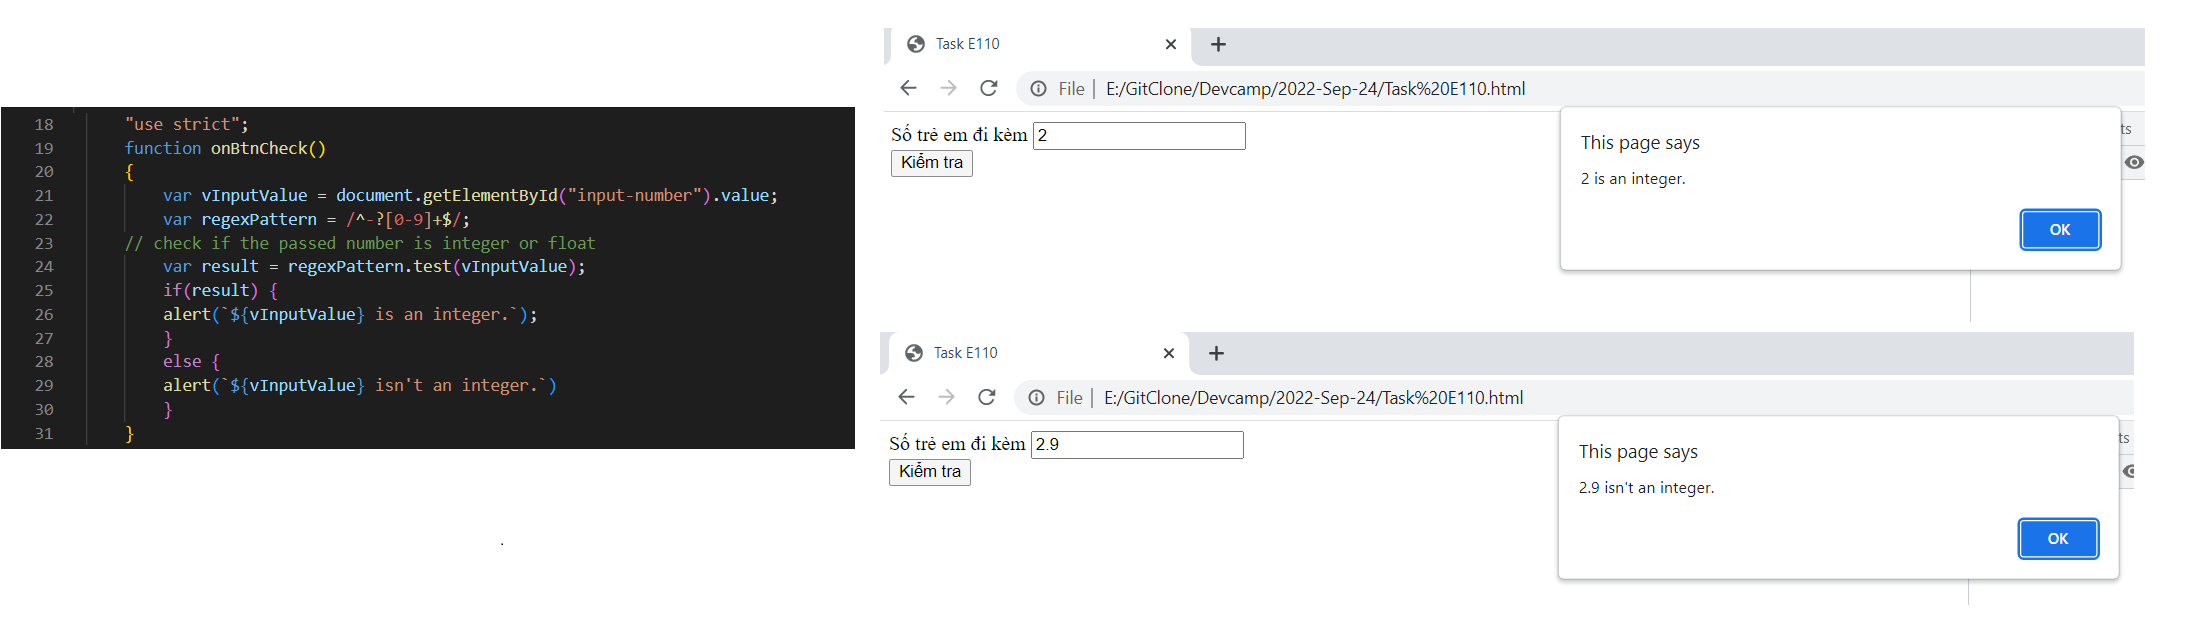 18 "use strict";
19 function onBtnCheck()
20 {
21 var vInputValue = document.getElementById("input-number").value;
22 var regexPattern = /^-?[0-9]+$/;
23 // check if the passed number is integer or float
24 var result = regexPattern.test(vInputValue);
25 if(result) {
26 alert(`${vInputValue} is an integer.`);
27 }
28 else {
29 alert(`${vInputValue} isn't an integer.`)
30 }
31 }
Task E110
File | E:/GitClone/Devcamp/2022-Sep-24/Task%20E110.html
Số trẻ em đi kèm 2
Kiểm tra
This page says
2 is an integer.
OK
ts
Task E110
File | E:/GitClone/Devcamp/2022-Sep-24/Task%20E110.html
Số trẻ em đi kèm 2.9
Kiểm tra
This page says
2.9 isn't an integer.
OK
ts